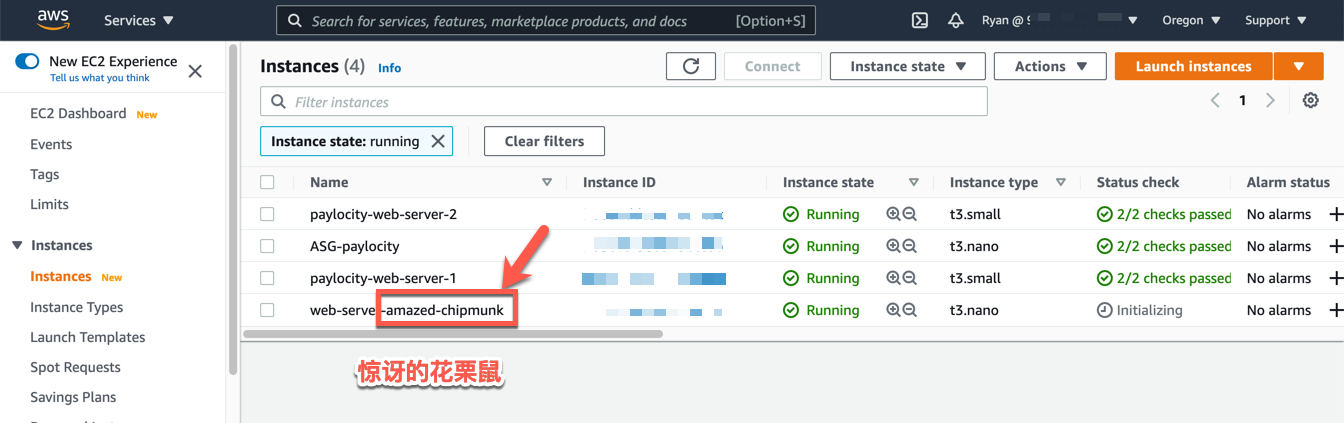 aws Services Search for services, features, marketplace products, and docs [Option+S] Ryan @ Oregon Support
New EC2 Experience
Tell us what you think
EC2 Dashboard New
Events
Tags
Limits
Instances
Instances New
Instance Types
Launch Templates
Spot Requests
Savings Plans
Instances (4) Info Connect Instance state Actions Launch instances
Filter instances 1
Instance state: running Clear filters
Name Instance ID Instance state Instance type Status check Alarm status
paylocity-web-server-2 Running t3.small 2/2 checks passed No alarms
ASG-paylocity Running t3.nano 2/2 checks passed No alarms
paylocity-web-server-1 Running t3.small 2/2 checks passed No alarms
web-server-amazed-chipmunk Running t3.nano Initializing No alarms
惊讶的花栗鼠